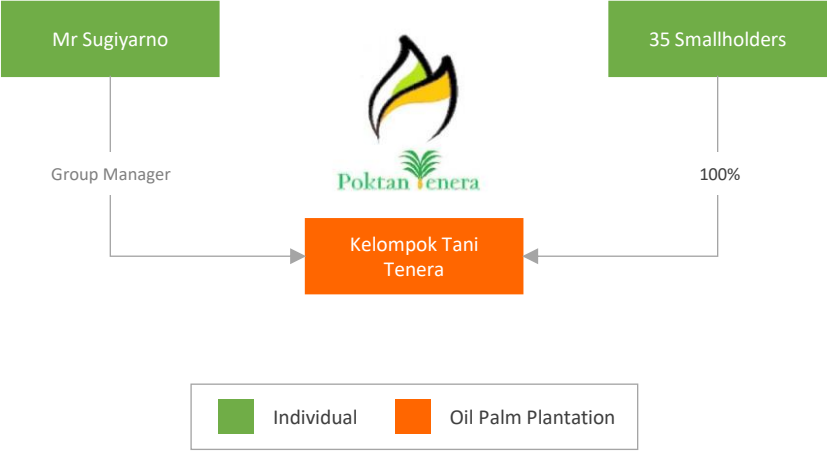 Mr Sugiyarno
35 Smallholders
Group Manager
100%
Poktan Tenera
Kelompok Tani
Tenera
Individual
Oil Palm Plantation